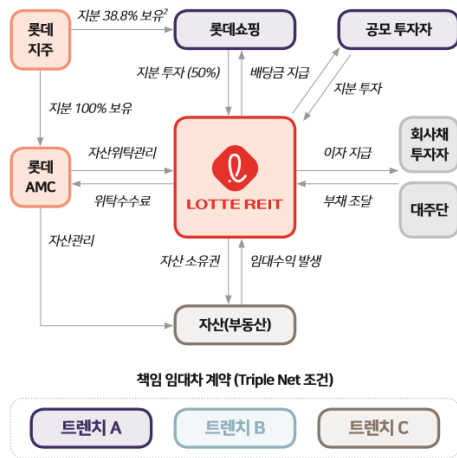 롯데
지주
지분 38.8% 보유²
롯데쇼핑
공모 투자자
지분 투자 (50%)
배당금 지급
지분 투자
지분 100% 보유
롯데
AMC
자산위탁관리
위탁수수료
LOTTE REIT
이자 지급
부채 조달
회사채
투자자
대주단
자산관리
자산 소유권
임대수익 발생
자산(부동산)
책임 임대차 계약 (Triple Net 조건)
트렌치 A
트렌치 B
트렌치 C